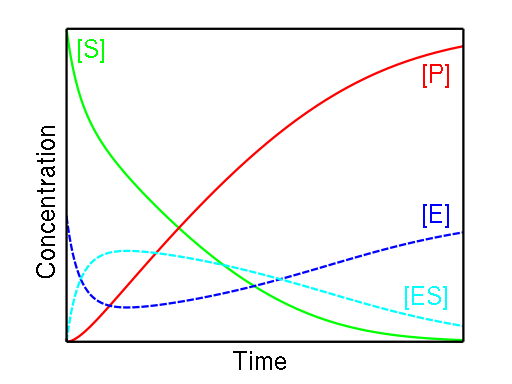 [S]
[P]
[E]
[ES]
Concentration
Time